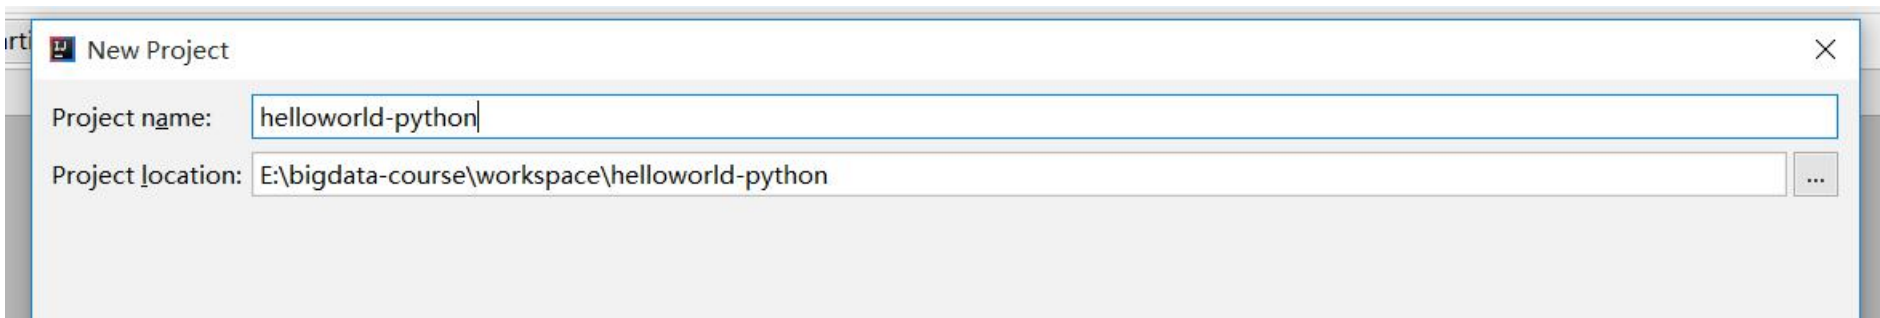 New Project
Project name: helloworld-python
Project location: E:\bigdata-course\workspace\helloworld-python ...